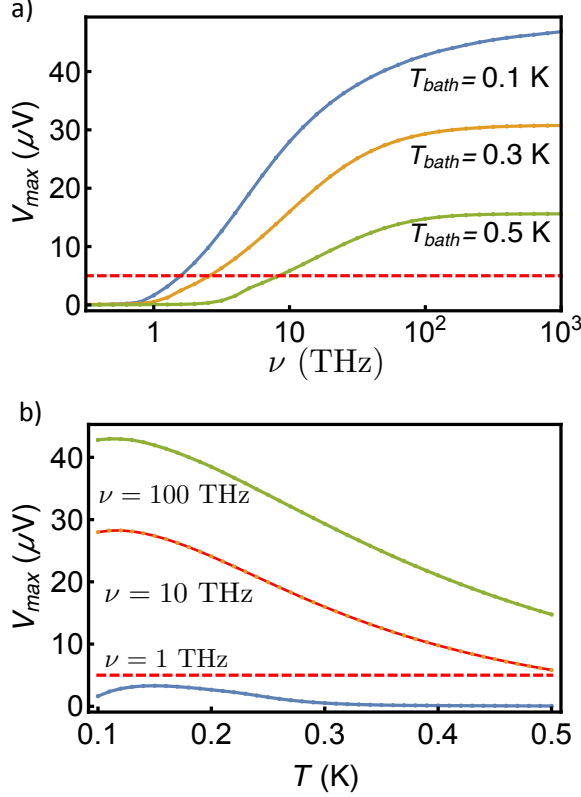 a)
V_max (μV)
40
30
20
10
0
T_bath = 0.1 K
T_bath = 0.3 K
T_bath = 0.5 K
1
10
10^2
10^3
ν (THz)
b)
V_max (μV)
40
30
20
10
0
ν = 100 THz
ν = 10 THz
ν = 1 THz
0.1
0.2
0.3
0.4
0.5
T (K)